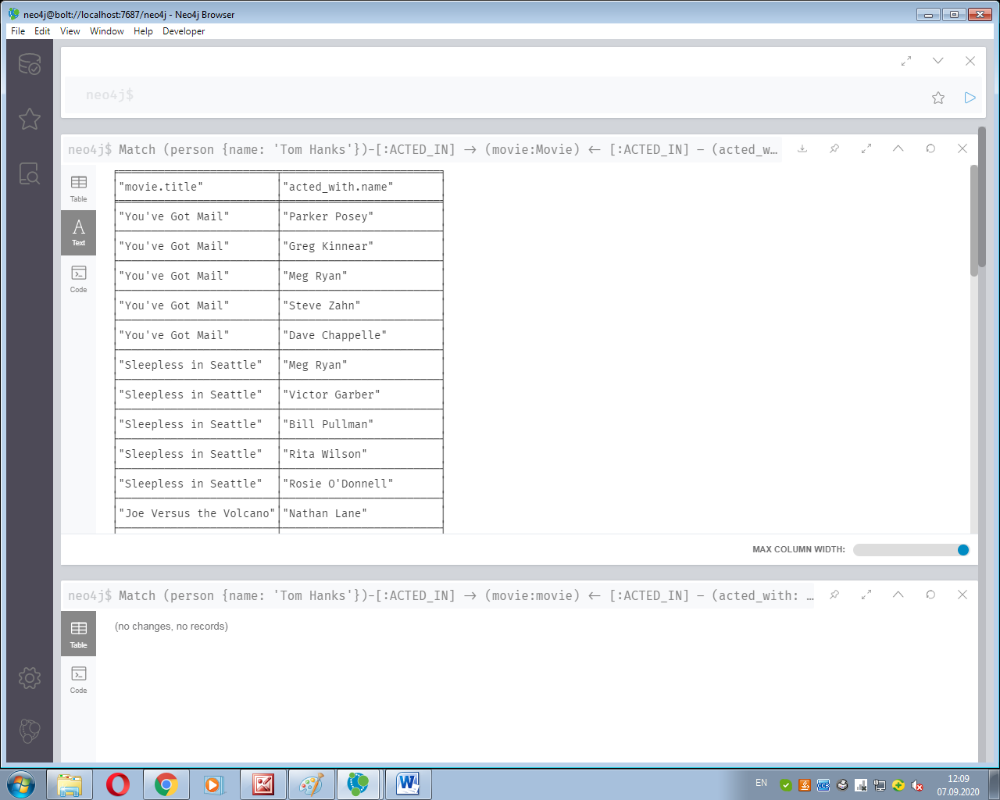 neo4j@bolt://localhost:7687/neo4j - Neo4j Browser
File Edit View Window Help Developer
neo4j$
neo4j$ Match (person {name: 'Tom Hanks'})-[:ACTED_IN] → (movie:Movie) ← [:ACTED_IN] - (acted_w…
Table
Text
Code
"movie.title" "acted_with.name"
"You've Got Mail" "Parker Posey"
"You've Got Mail" "Greg Kinnear"
"You've Got Mail" "Meg Ryan"
"You've Got Mail" "Steve Zahn"
"You've Got Mail" "Dave Chappelle"
"Sleepless in Seattle" "Meg Ryan"
"Sleepless in Seattle" "Victor Garber"
"Sleepless in Seattle" "Bill Pullman"
"Sleepless in Seattle" "Rita Wilson"
"Sleepless in Seattle" "Rosie O'Donnell"
"Joe Versus the Volcano" "Nathan Lane"
MAX COLUMN WIDTH:
neo4j$ Match (person {name: 'Tom Hanks'})-[:ACTED_IN] → (movie:movie) ← [:ACTED_IN] - (acted_with: …
Table
Code
(no changes, no records)
EN
12:09
07.09.2020